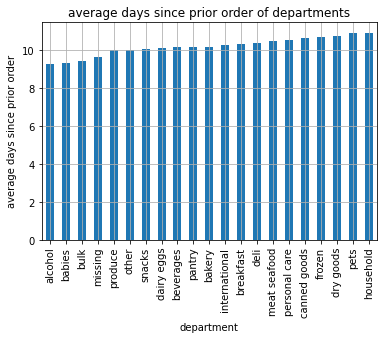 average days since prior order of departments
average days since prior order
10
8
6
4
2
0
alcohol
babies
bulk
missing
produce
other
snacks
dairy eggs
beverages
pantry
bakery
international
breakfast
deli
meat seafood
personal care
canned goods
frozen
dry goods
pets
household
department